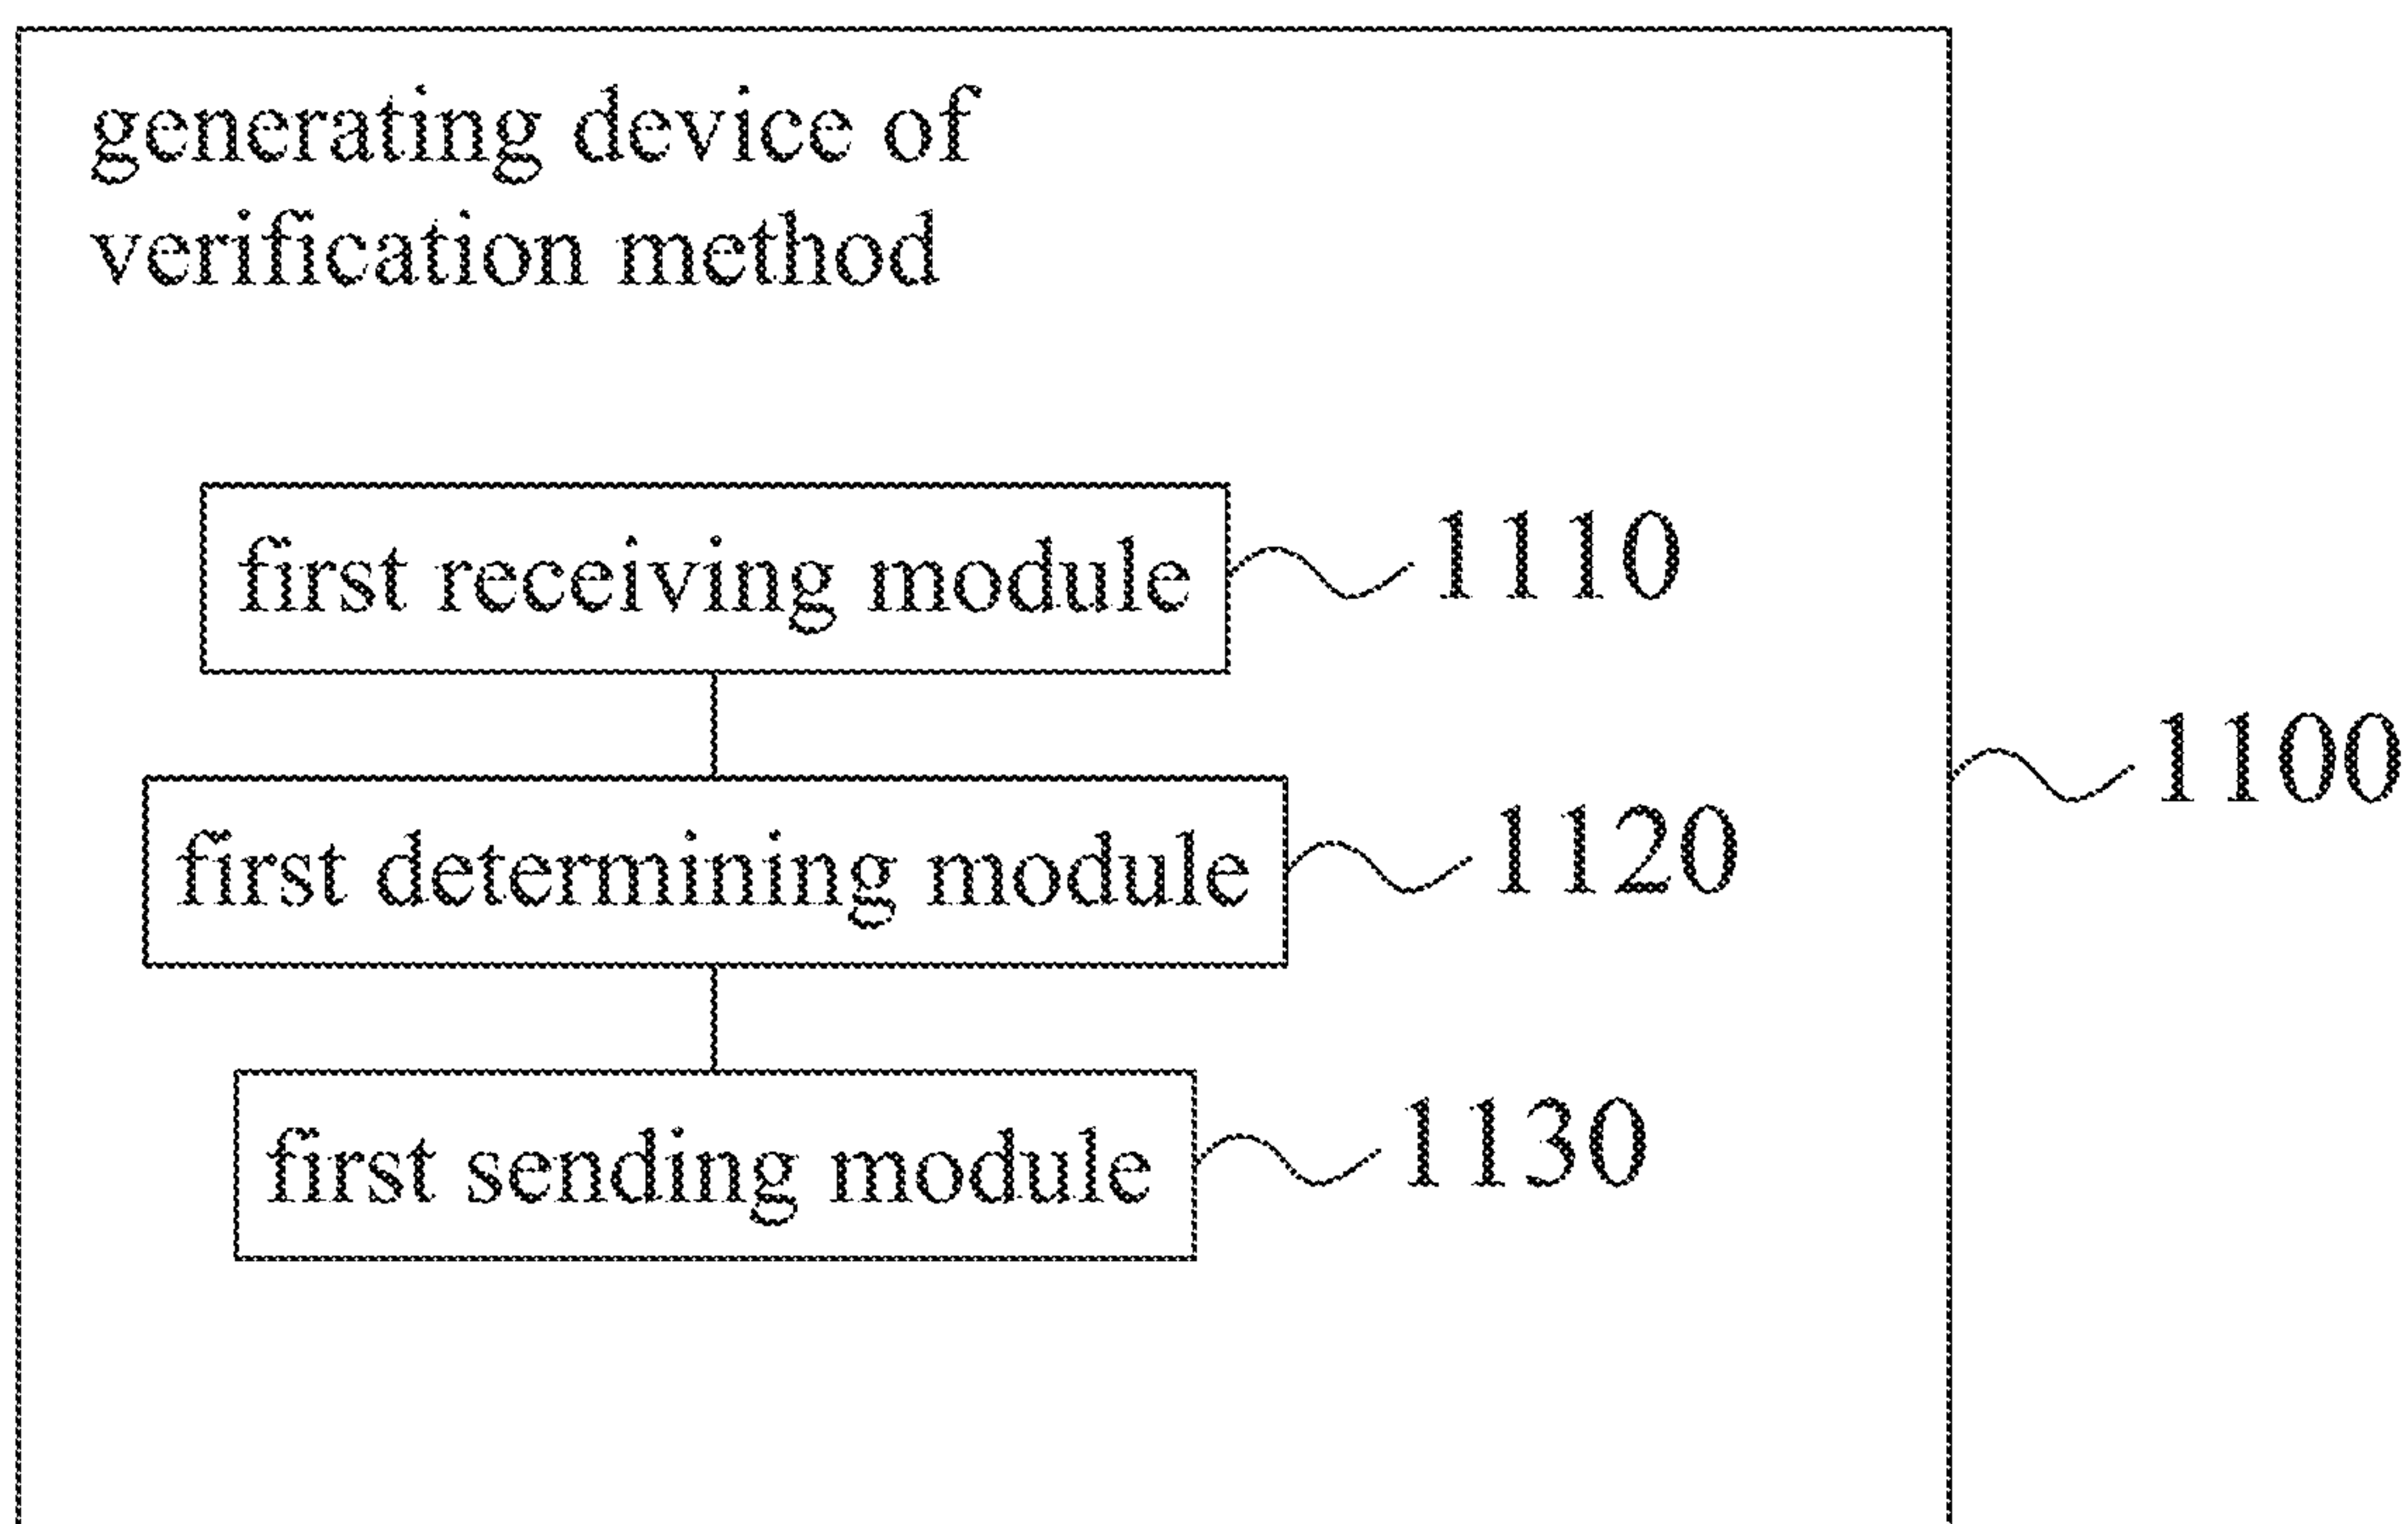 generating device of
verification method
first receiving module
1110
1100
first determining module
1120
first sending module
1130